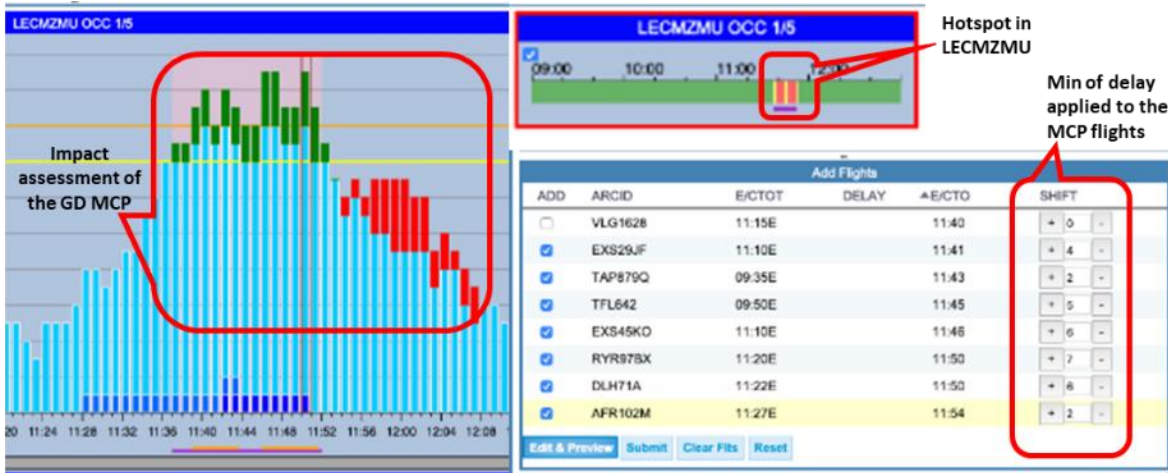 LECMZMU OCC 1/5
Impact
assessment of
the GD MCP
20 11:24 11:28 11:32 11:36 11:40 11:44 11:48 11:52 11:56 12:00 12:04 12:08
LECMZMU OCC 1/5
09:00 10:00 11:00 12:00
Hotspot in
LECMZMU
Min of delay
applied to the
MCP flights
Add Flights
ADD ARCID E/CTOT DELAY E/CTO SHIFT
VLG1628 11:15E 11:40 + 0 -
EXS29JF 11:10E 11:41 + 4 -
TAP879Q 09:35E 11:43 + 2 -
TFL642 09:50E 11:45 + 5 -
EXS45KO 11:10E 11:46 + 6 -
RYR97BX 11:20E 11:50 + 7 -
DLH71A 11:22E 11:50 + 6 -
AFR102M 11:27E 11:54 + 2 -
Edit & Preview Submit Clear Flts Reset